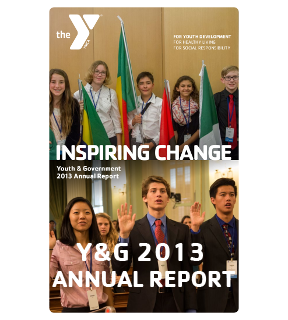 the Y
FOR YOUTH DEVELOPMENT
FOR HEALTHY LIVING
FOR SOCIAL RESPONSIBILITY
INSPIRING CHANGE
Youth & Government
2013 Annual Report
Y&G 2013
ANNUAL REPORT